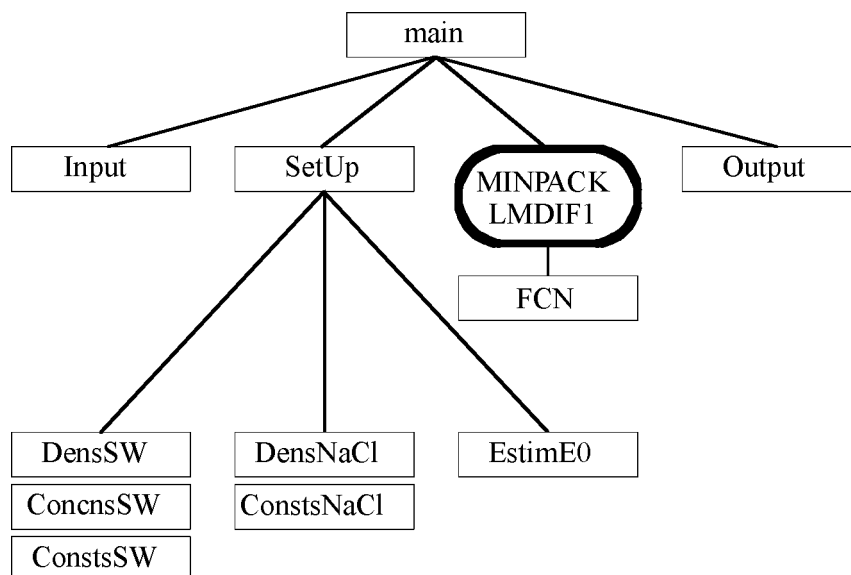 main
Input
SetUp
MINPACK
LMDIF1
Output
FCN
DensSW
DensNaCl
EstimE0
ConcnsSW
ConstsNaCl
ConstsSW